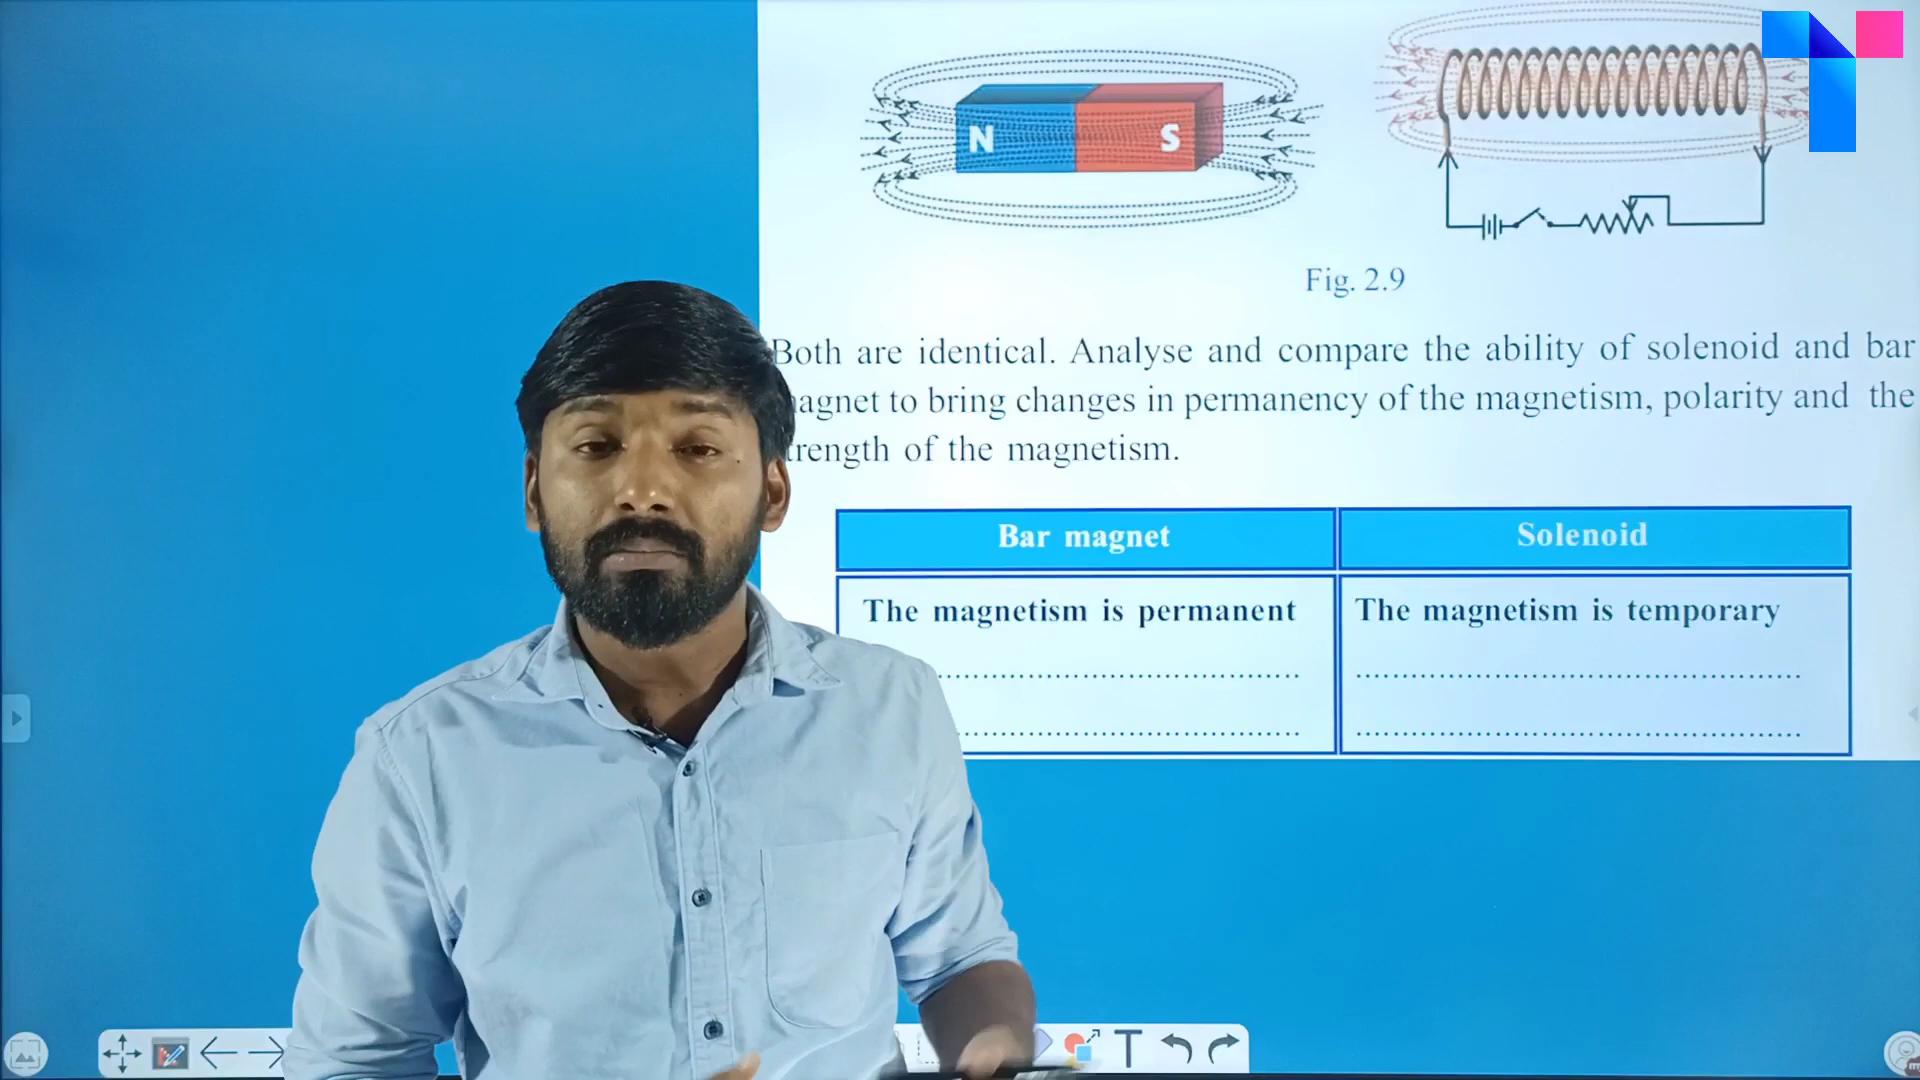 N S
Fig. 2.9
Both are identical. Analyse and compare the ability of solenoid and bar
to bring changes in permanency of the magnetism, polarity and the
of the magnetism.
Bar magnet Solenoid
The magnetism is permanent The magnetism is temporary
T